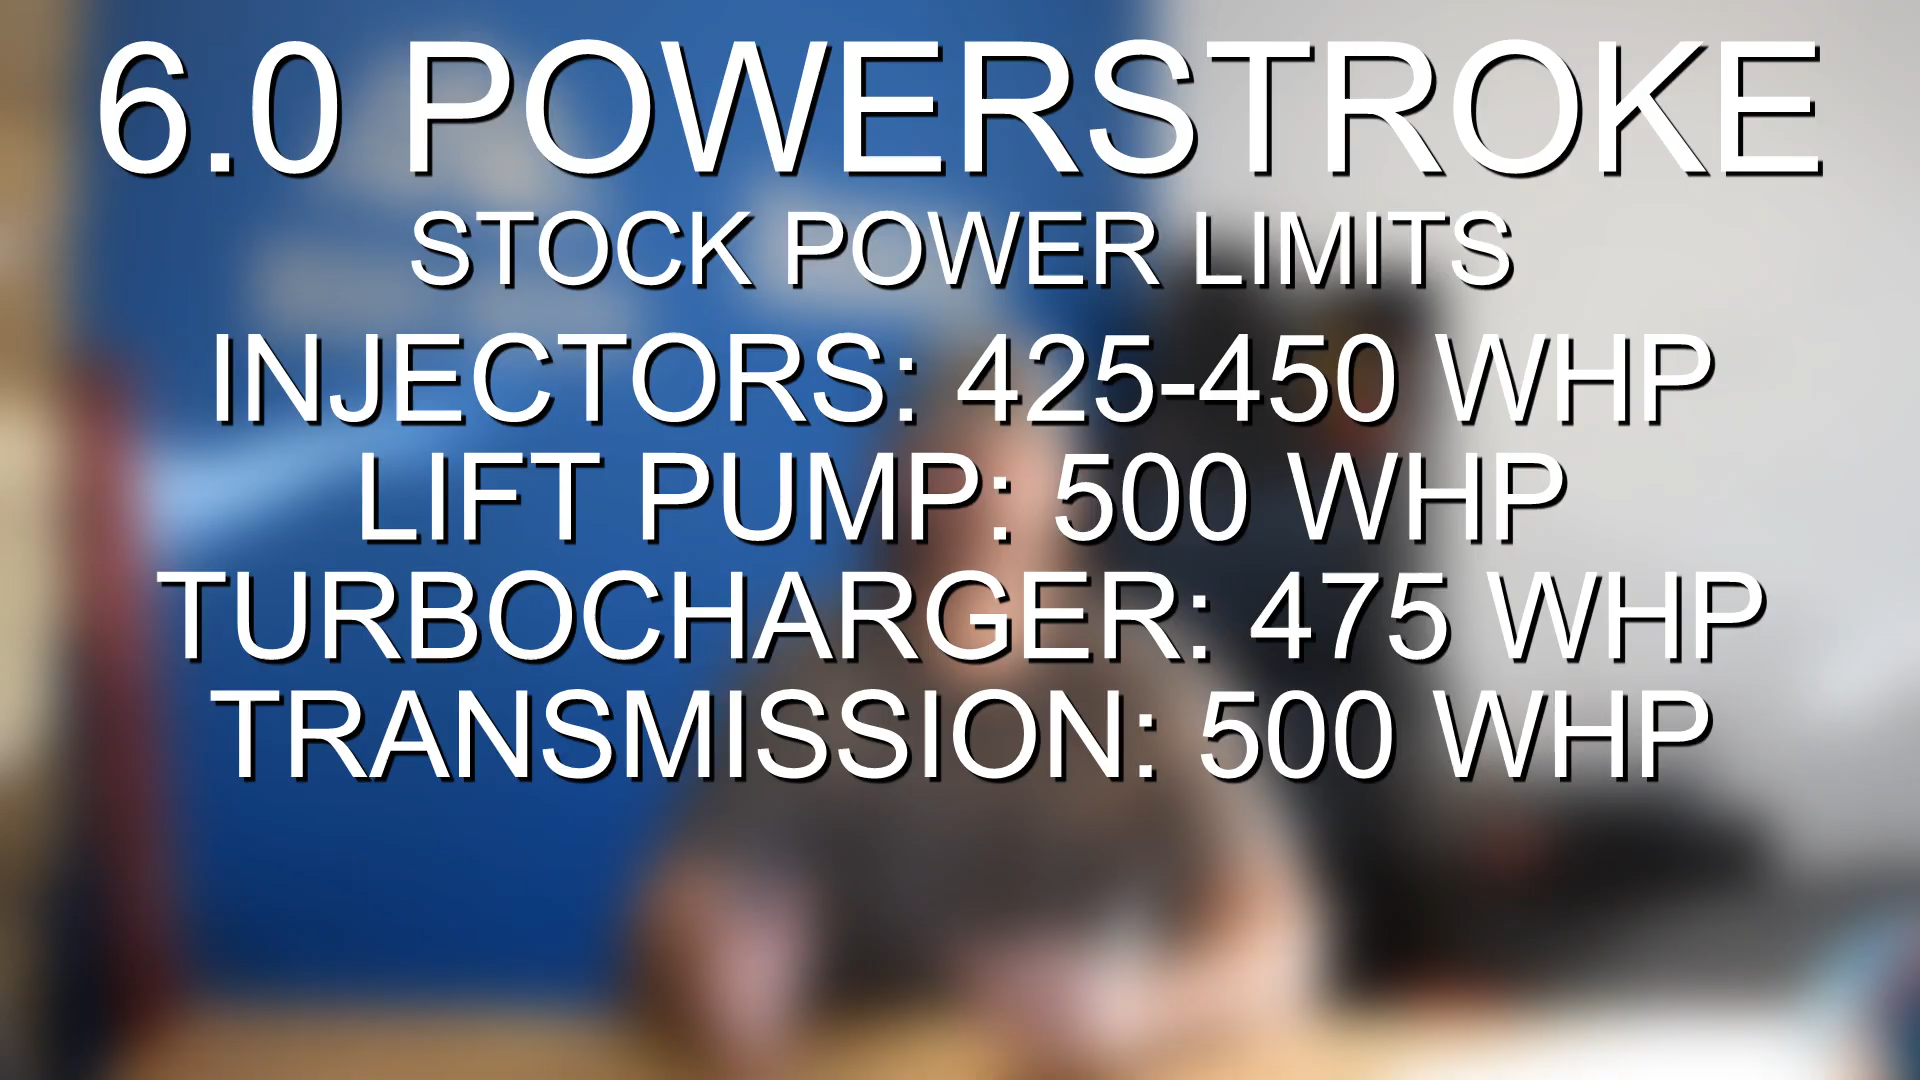 6.0 POWERSTROKE
STOCK POWER LIMITS
INJECTORS: 425-450 WHP
LIFT PUMP: 500 WHP
TURBOCHARGER: 475 WHP
TRANSMISSION: 500 WHP